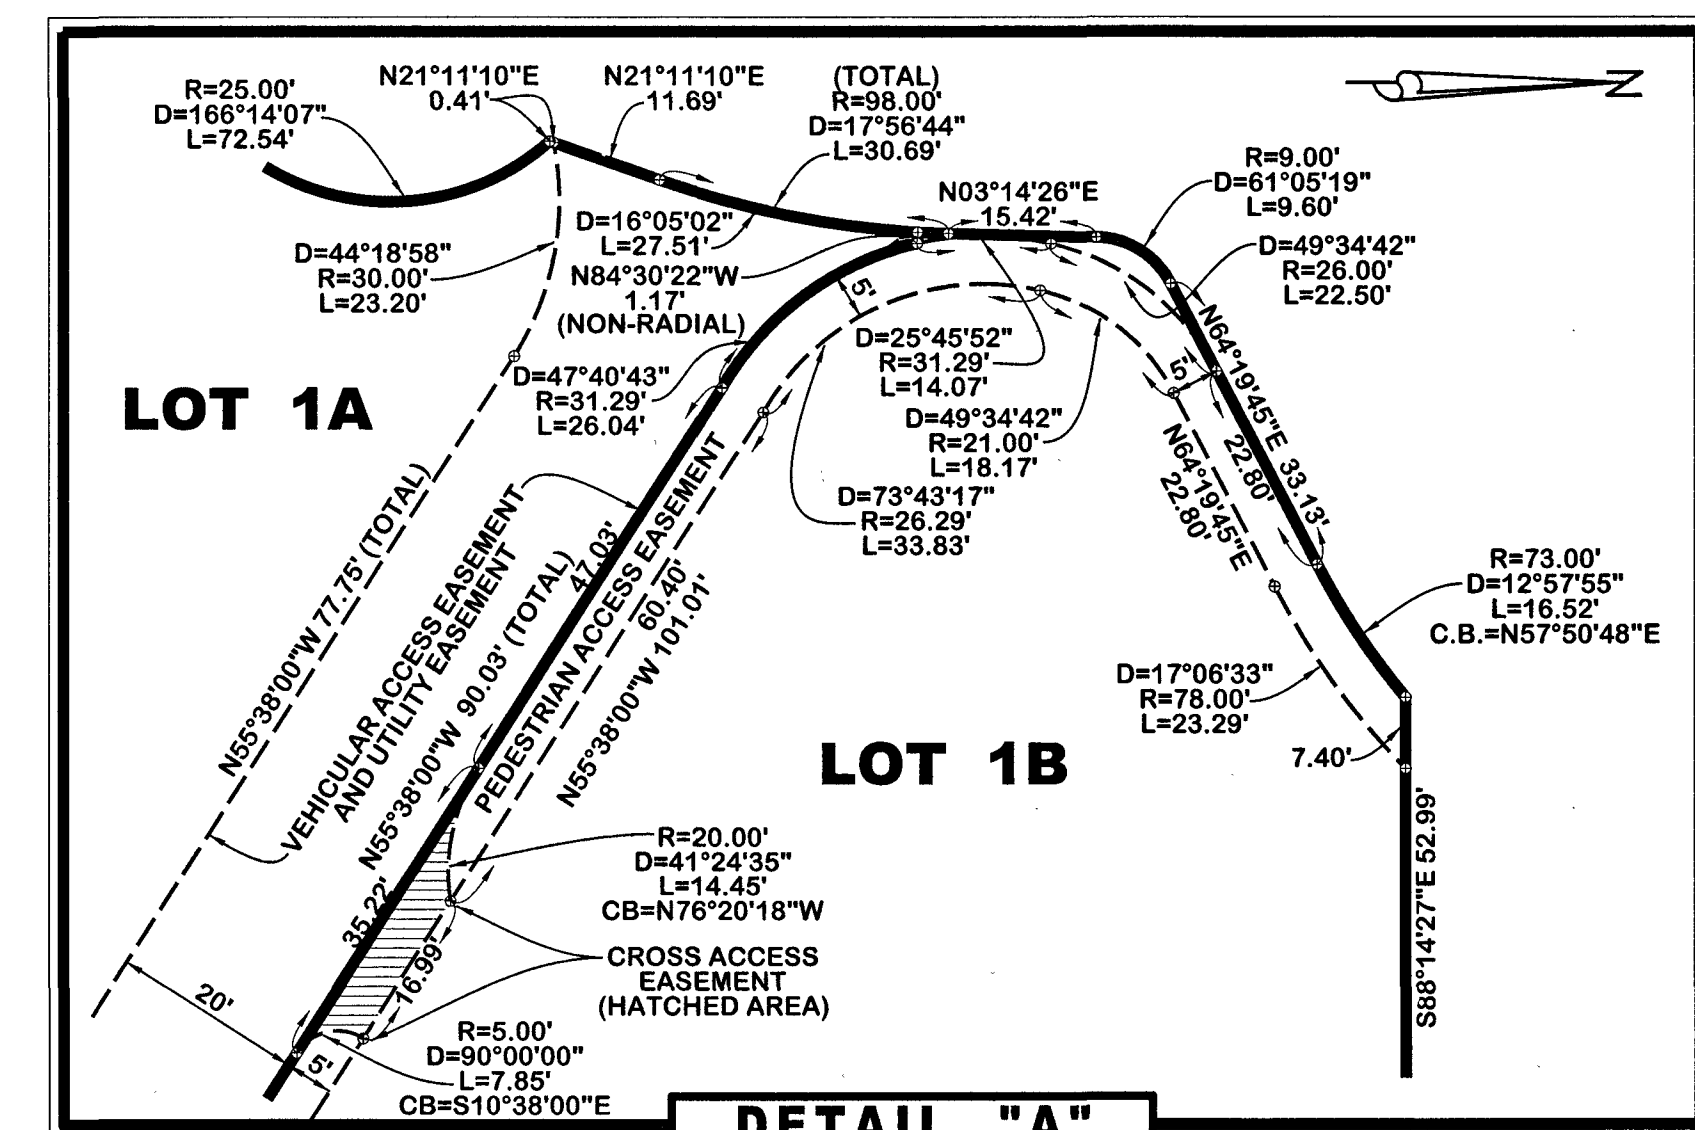 R=25.00'
D=166°14'07"
L=72.54'
N21°11'10"E
0.41'
N21°11'10"E
11.69'
(TOTAL)
R=98.00'
D=17°56'44"
L=30.69'
N
R=9.00'
D=61°05'19"
L=9.60'
N03°14'26"E
15.42'
D=16°05'02"
L=27.51'
D=44°18'58"
R=30.00'
L=23.20'
N84°30'22"W
1.17'
(NON-RADIAL)
D=49°34'42"
R=26.00'
L=22.50'
5'
D=25°45'52"
R=31.29'
L=14.07'
D=47°40'43"
R=31.29'
L=26.04'
5'
N64°19'45"E 33.13'
22.80'
N64°19'45"E
22.80'
LOT 1A
D=49°34'42"
R=21.00'
L=18.17'
D=73°43'17"
R=26.29'
L=33.83'
N55°38'00"W 77.75' (TOTAL)
VEHICULAR ACCESS EASEMENT
AND UTILITY EASEMENT
N55°38'00"W 90.03' (TOTAL)
47.03'
PEDESTRIAN ACCESS EASEMENT
60.40'
N55°38'00"W 101.01'
R=73.00'
D=12°57'55"
L=16.52'
C.B.=N57°50'48"E
D=17°06'33"
R=78.00'
L=23.29'
LOT 1B
7.40'
S88°14'27"E 52.99'
R=20.00'
D=41°24'35"
L=14.45'
CB=N76°20'18"W
35.22'
16.99'
CROSS ACCESS
EASEMENT
(HATCHED AREA)
20'
5'
R=5.00'
D=90°00'00"
L=7.85'
CB=S10°38'00"E
DETAIL "A"